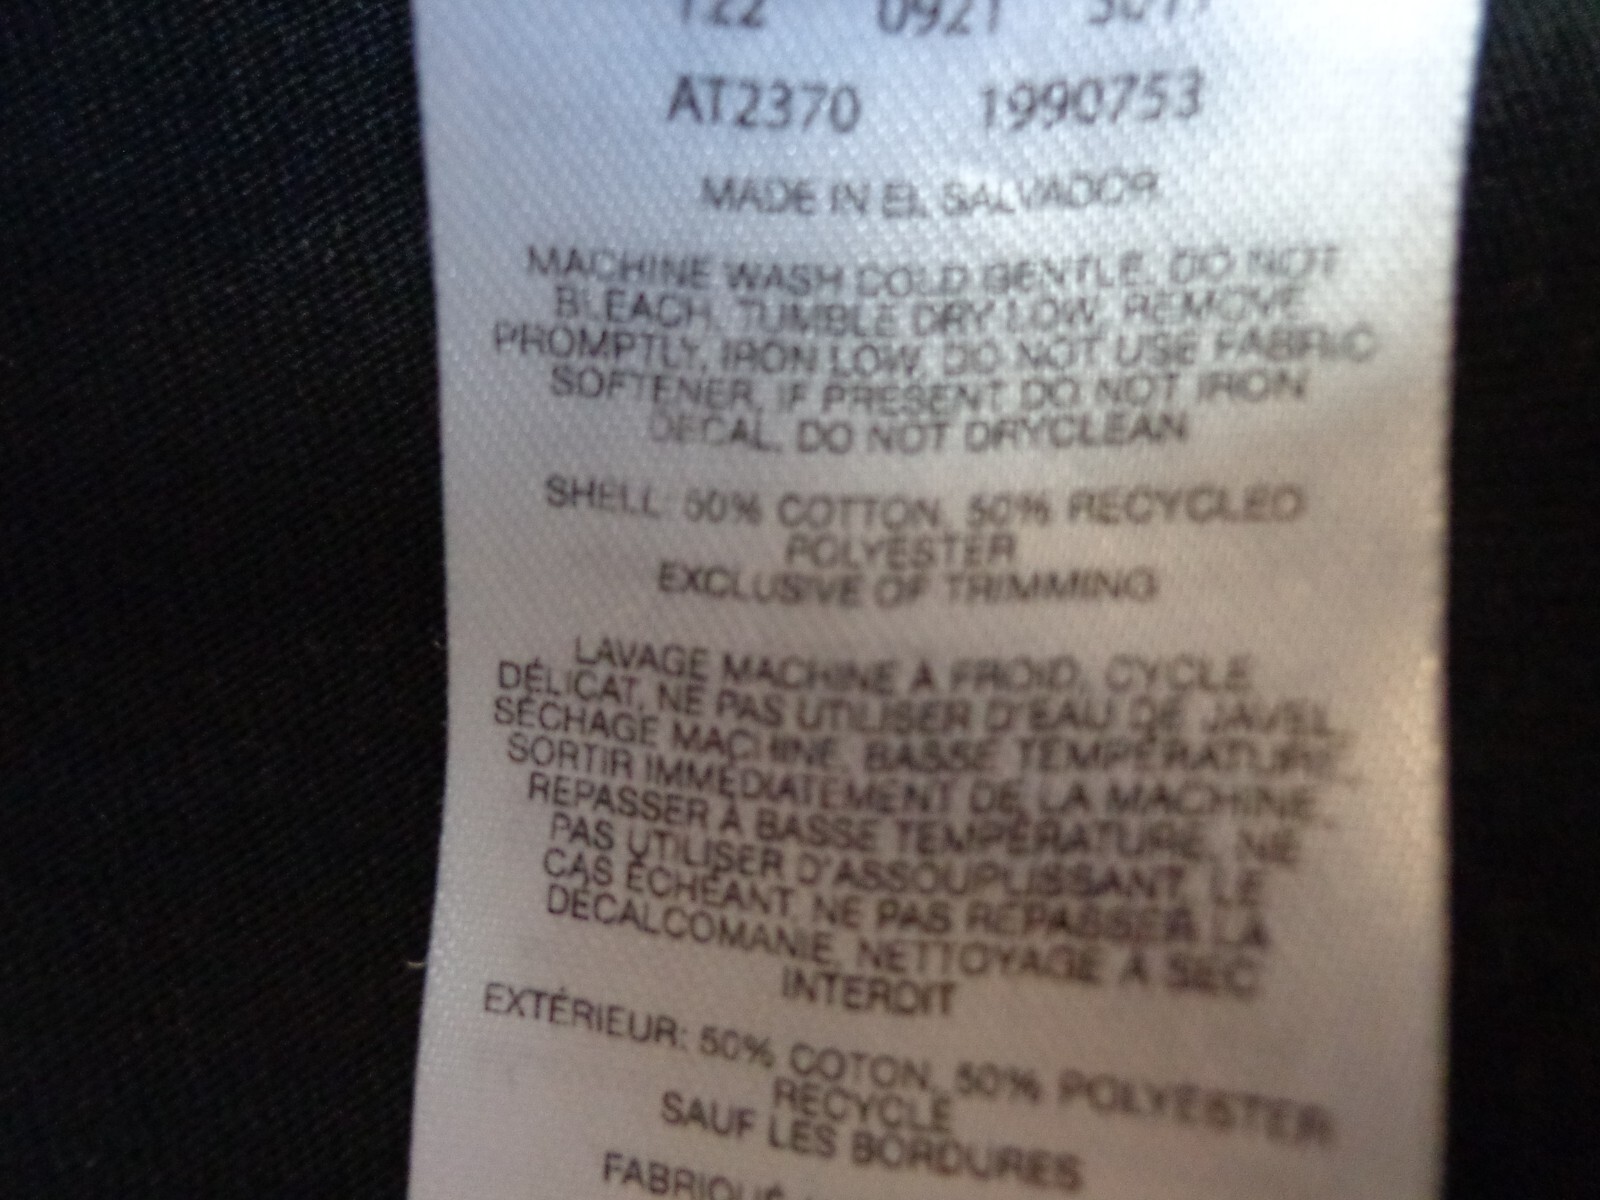 122 0921
AT2370 1990753
MADE IN EL SALVADOR
MACHINE WASH COLD GENTLE, DO NOT
BLEACH, TUMBLE DRY LOW, REMOVE
PROMPTLY, IRON LOW, DO NOT USE FABRIC
SOFTENER, IF PRESENT DO NOT IRON
DECAL, DO NOT DRYCLEAN
SHELL: 50% COTTON, 50% RECYCLED
POLYESTER
EXCLUSIVE OF TRIMMING
LAVAGE MACHINE À FROID, CYCLE
DÉLICAT, NE PAS UTILISER D'EAU DE JAVEL,
SÉCHAGE MACHINE, BASSE TEMPÉRATURE,
SORTIR IMMÉDIATEMENT DE LA MACHINE,
REPASSER À BASSE TEMPÉRATURE, NE
PAS UTILISER D'ASSOUPLISSANT, LE
CAS ÉCHÉANT, NE PAS REPASSER LA
DÉCALCOMANIE, NETTOYAGE À SEC
INTERDIT
EXTÉRIEUR: 50% COTON, 50% POLYESTER
RECYCLÉ
SAUF LES BORDURES
FABRIQUÉ